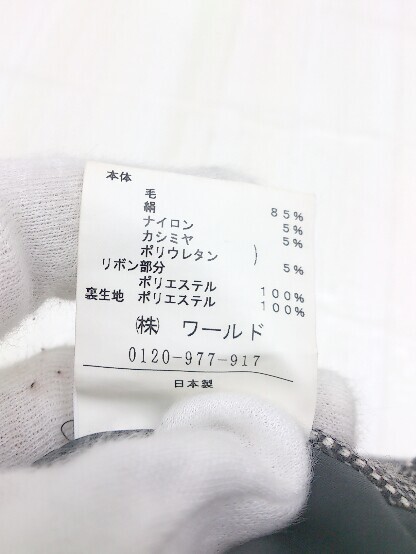 本体
毛 85%
絹 5%
ナイロン 5%
カシミヤ
ポリウレタン ) 5%
リボン部分
ポリエステル 100%
裏生地 ポリエステル 100%
㈱ ワールド
0120-977-917
日本製